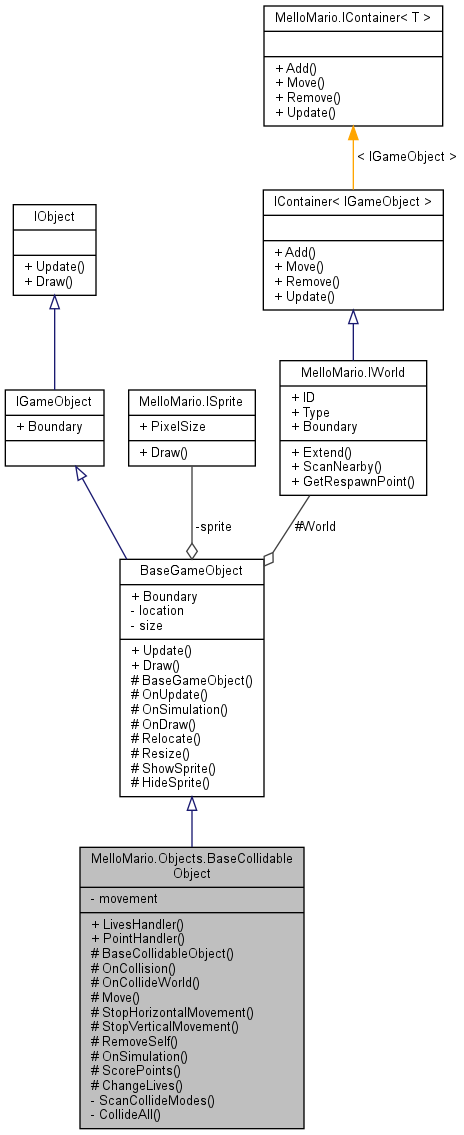 MelloMario.IContainer< T >
+ Add()
+ Move()
+ Remove()
+ Update()
< IGameObject >
IContainer< IGameObject >
+ Add()
+ Move()
+ Remove()
+ Update()
IObject
+ Update()
+ Draw()
IGameObject
+ Boundary
MelloMario.ISprite
+ PixelSize
+ Draw()
MelloMario.IWorld
+ ID
+ Type
+ Boundary
+ Extend()
+ ScanNearby()
+ GetRespawnPoint()
-sprite
#World
BaseGameObject
+ Boundary
- location
- size
+ Update()
+ Draw()
# BaseGameObject()
# OnUpdate()
# OnSimulation()
# OnDraw()
# Relocate()
# Resize()
# ShowSprite()
# HideSprite()
MelloMario.Objects.BaseCollidable
Object
- movement
+ LivesHandler()
+ PointHandler()
# BaseCollidableObject()
# OnCollision()
# OnCollideWorld()
# Move()
# StopHorizontalMovement()
# StopVerticalMovement()
# RemoveSelf()
# OnSimulation()
# ScorePoints()
# ChangeLives()
- ScanCollideModes()
- CollideAll()